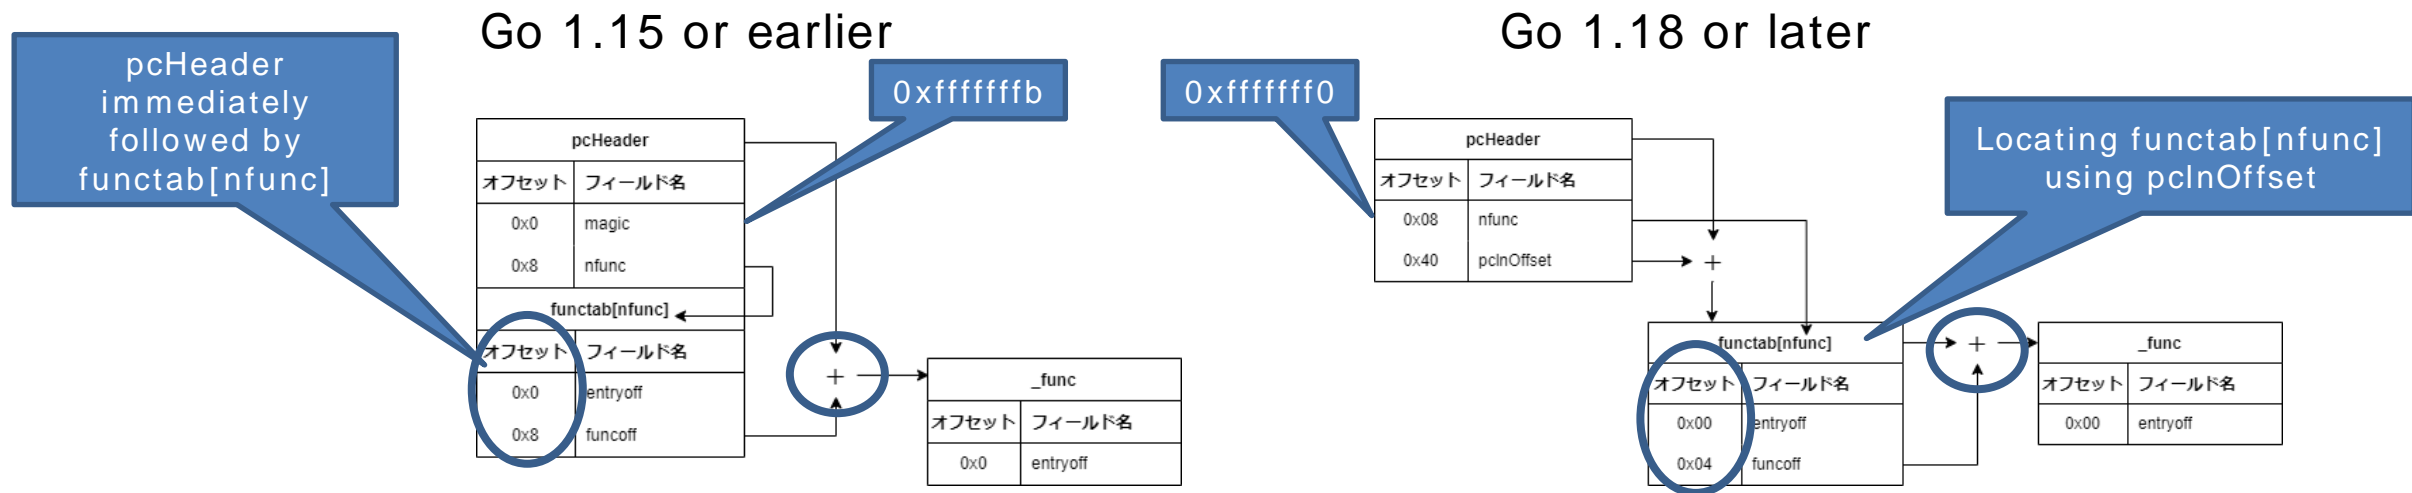 Go 1.15 or earlier
pcHeader
immediately
followed by
functab[nfunc]
0xfffffffb
pcHeader
オフセット フィールド名
0x0 magic
0x8 nfunc
functab[nfunc]
オフセット フィールド名
0x0 entryoff
0x8 funcoff
+
_func
オフセット フィールド名
0x0 entryoff
Go 1.18 or later
0xfffffff0
Locating functab[nfunc]
using pclnOffset
pcHeader
オフセット フィールド名
0x08 nfunc
0x40 pclnOffset
+
functab[nfunc]
オフセット フィールド名
0x00 entryoff
0x04 funcoff
+
_func
オフセット フィールド名
0x00 entryoff